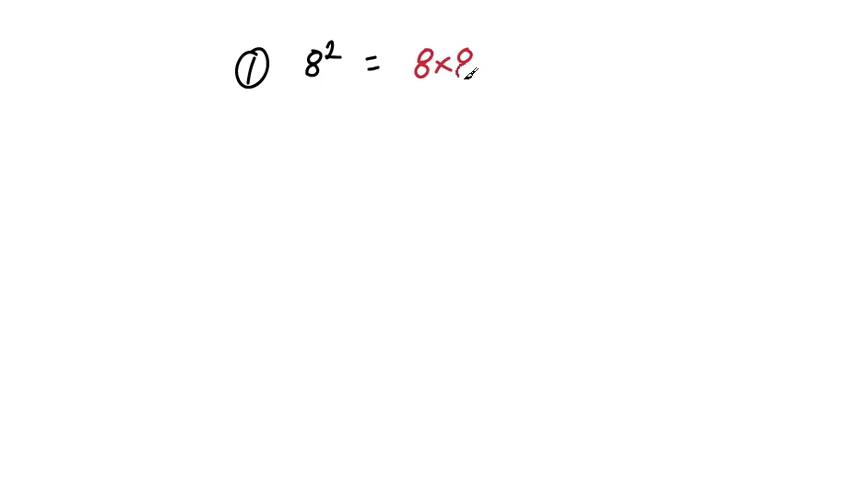 ① 8² = 8×8